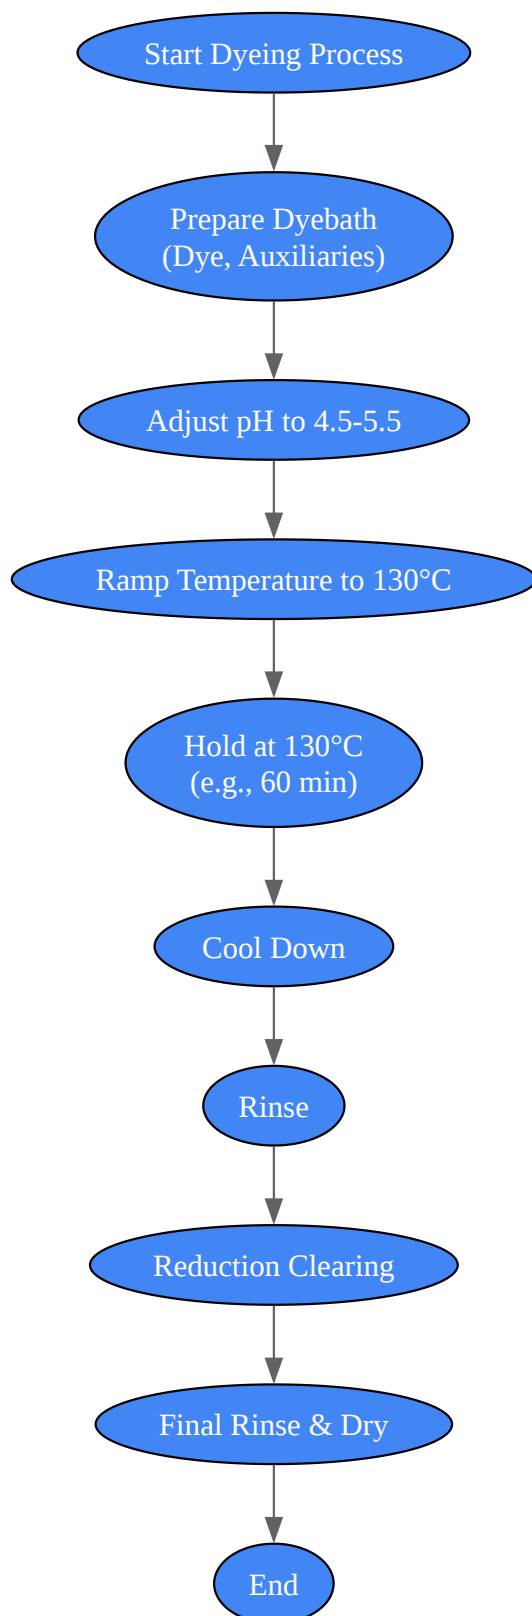 Start Dyeing Process
Prepare Dyebath
(Dye, Auxiliaries)
Adjust pH to 4.5-5.5
Ramp Temperature to 130°C
Hold at 130°C
(e.g., 60 min)
Cool Down
Rinse
Reduction Clearing
Final Rinse & Dry
End